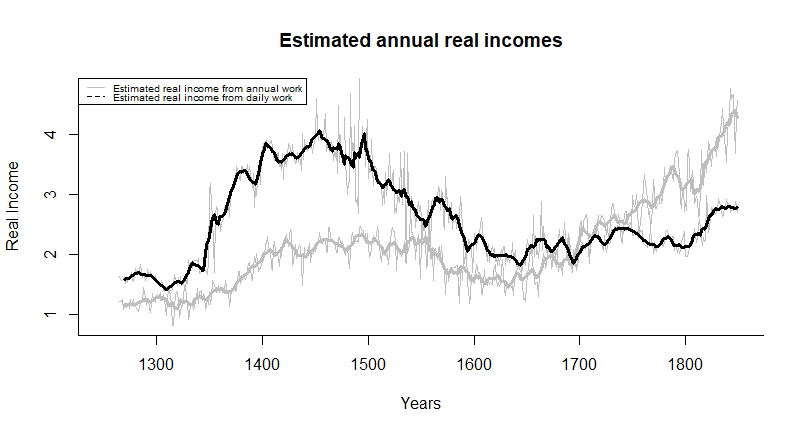 Estimated annual real incomes
Estimated real income from annual work
Estimated real income from daily work
Real Income
4
3
2
1
1300 1400 1500 1600 1700 1800
Years